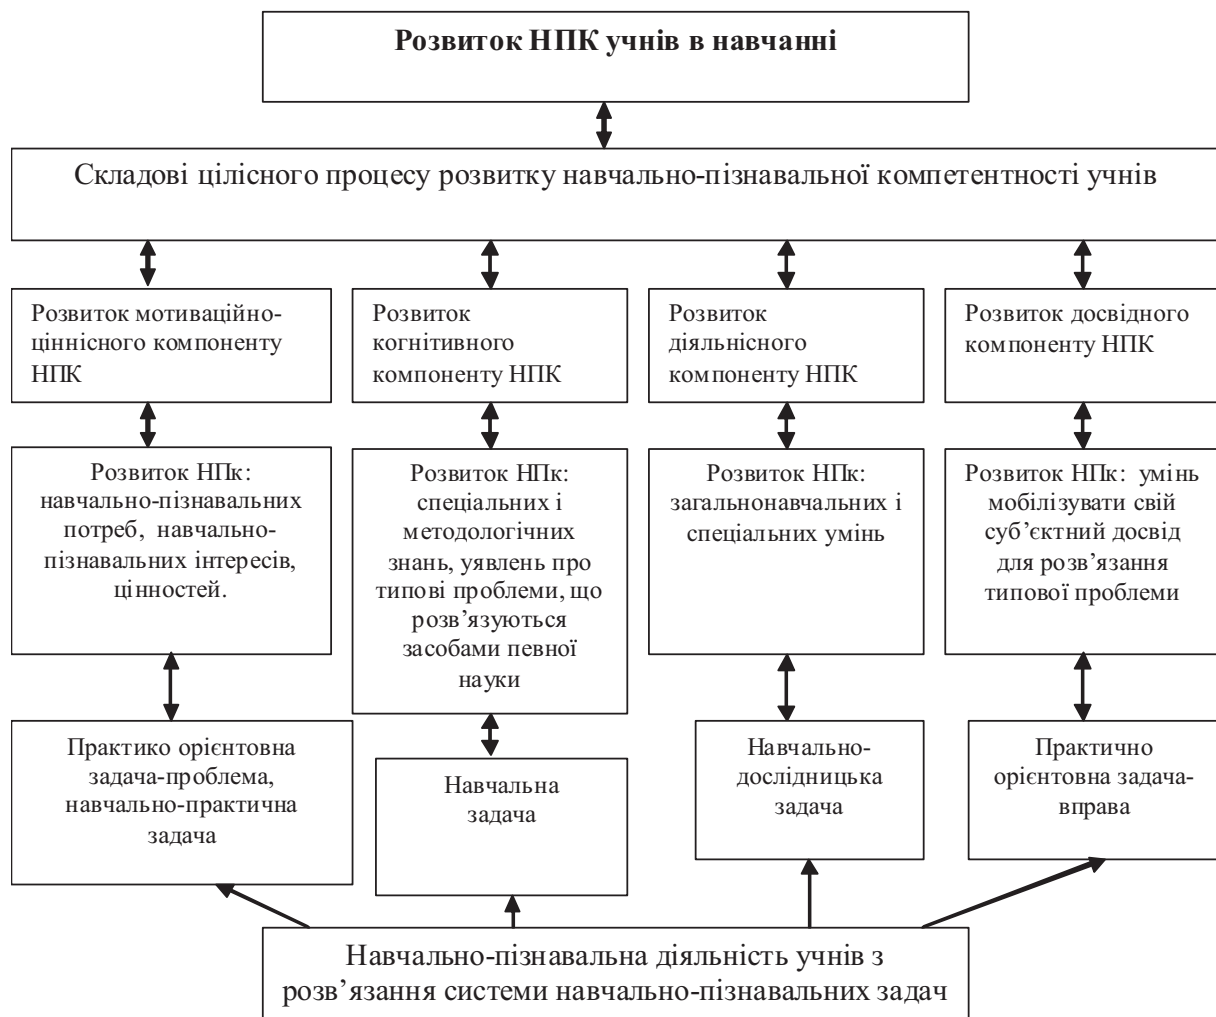 Розвиток НПК учнів в навчанні
Складові цілісного процесу розвитку навчально-пізнавальної компетентності учнів
Розвиток мотиваційно-
ціннісного компоненту
НПК
Розвиток
когнітивного
компоненту НПК
Розвиток
діяльнісного
компоненту НПК
Розвиток досвідного
компоненту НПК
Розвиток НПк:
навчально-пізнавальних
потреб, навчально-
пізнавальних інтересів,
цінностей.
Розвиток НПк:
спеціальних і
методологічних
знань, уявлень про
типові проблеми, що
розв’язуються
засобами певної
науки
Розвиток НПк:
загальнонавчальних і
спеціальних умінь
Розвиток НПк: умінь
мобілізувати свій
суб’єктний досвід
для розв’язання
типової проблеми
Практико орієнтовна
задача-проблема,
навчально-практична
задача
Навчальна
задача
Навчально-
дослідницька
задача
Практично
орієнтовна задача-
вправа
Навчально-пізнавальна діяльність учнів з
розв’язання системи навчально-пізнавальних задач